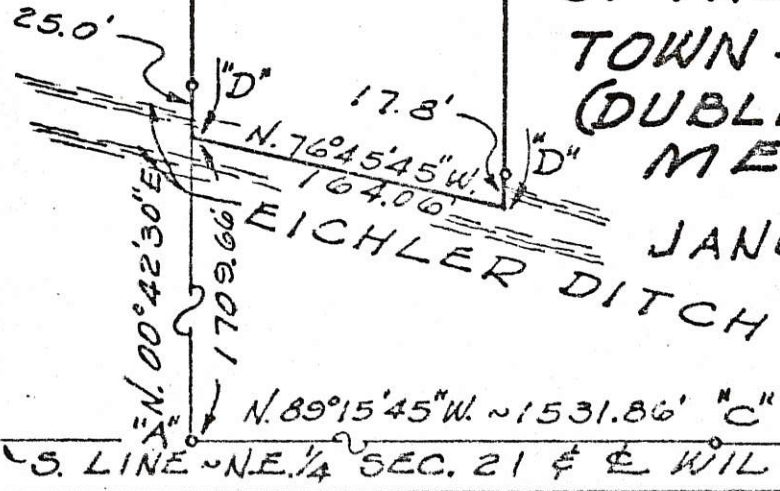 25.0'
"D"
TOWN
17.8'
(DUBL
"D"
N. 76°45'45" W.
164.06'
ME
EICHLER DITCH
JANU
N. 00°42'30" E
1709.66
"A"
N. 89°15'45" W. ~ 1531.86'
"C"
S. LINE ~ N.E. 1/4 SEC. 21 & ℄ WIL